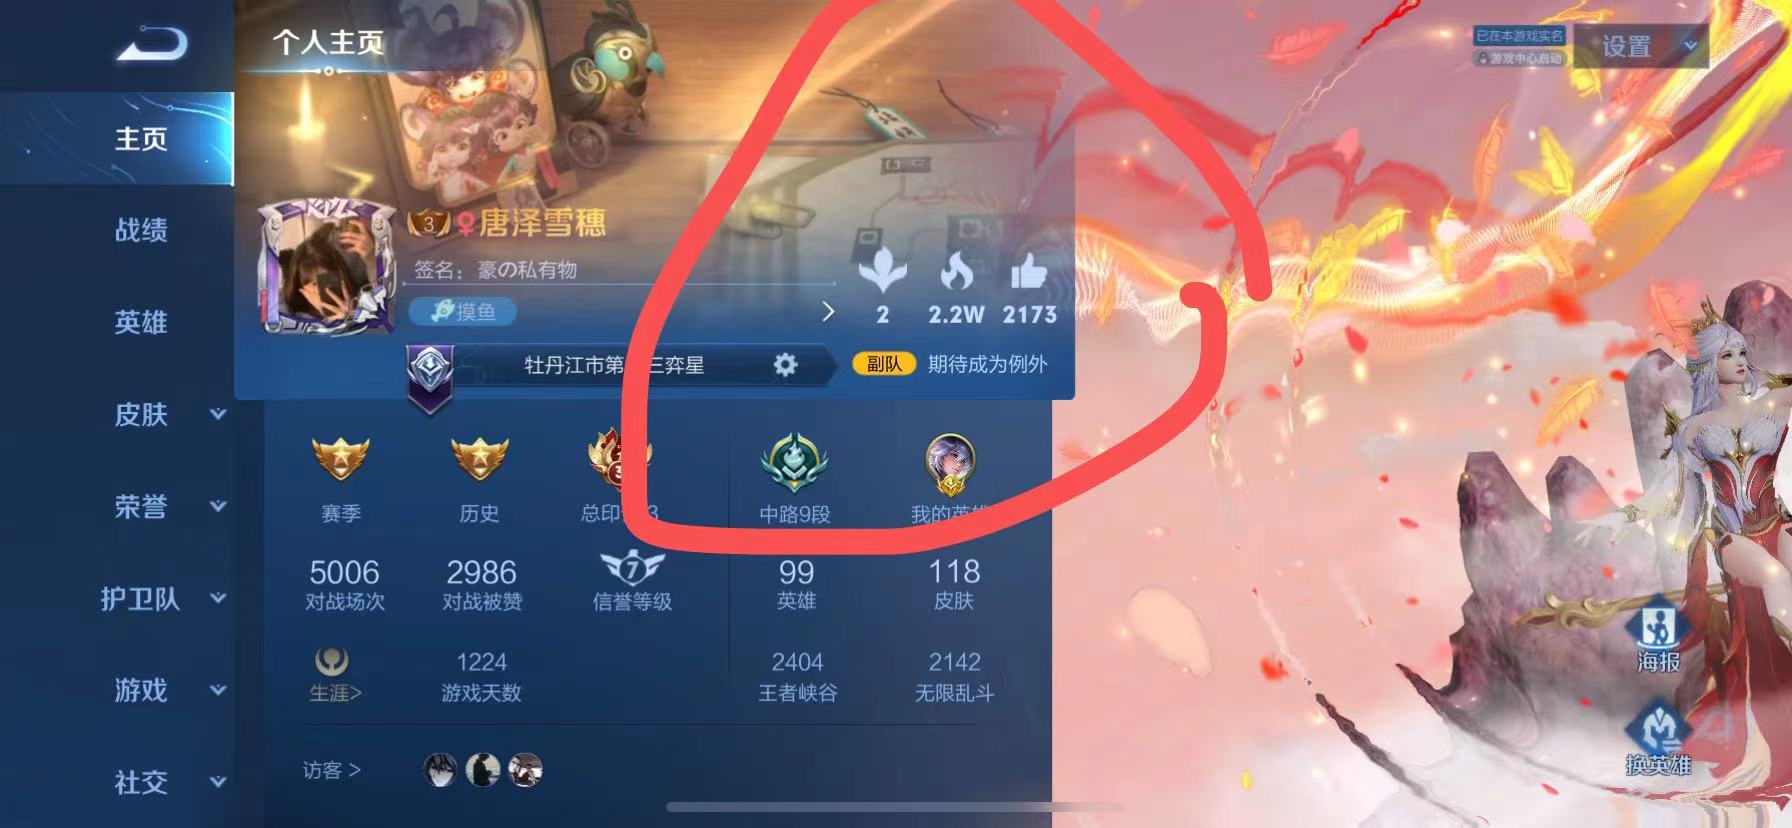 个人主页
已在本游戏实名
游戏中心启动
设置
主页
战绩
英雄
皮肤
荣誉
护卫队
游戏
社交
3
唐泽雪穗
签名：豪の私有物
摸鱼
2
2.2W
2173
牡丹江市第
三弈星
副队
期待成为例外
赛季
历史
总印
3
中路9段
我的英雄
5006
对战场次
2986
对战被赞
7
信誉等级
99
英雄
118
皮肤
生涯>
1224
游戏天数
2404
王者峡谷
2142
无限乱斗
访客 >
海报
换英雄